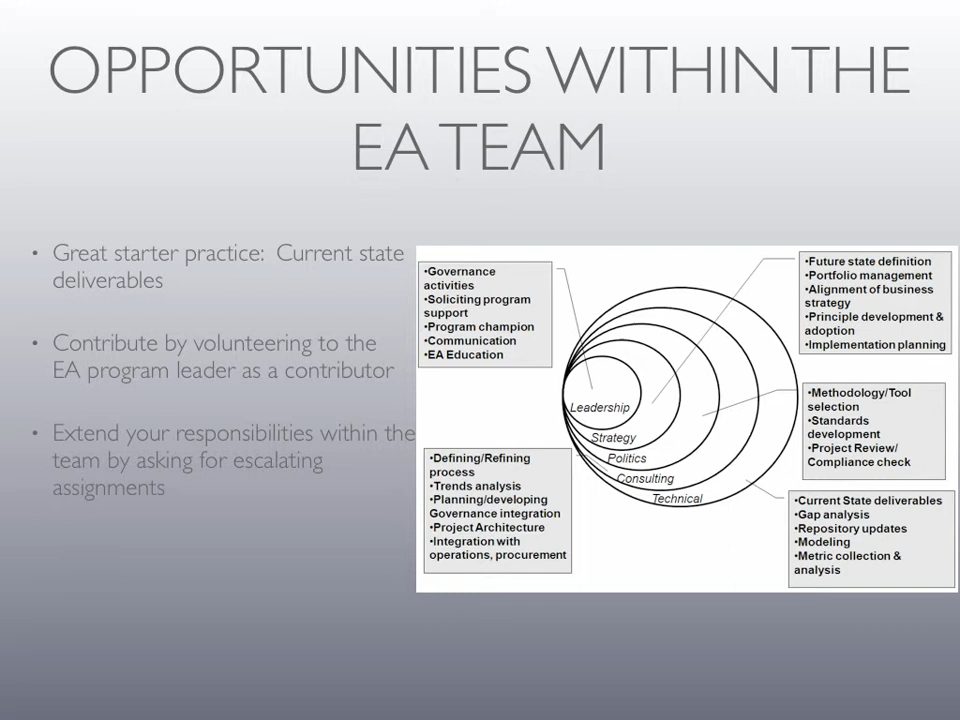 OPPORTUNITIES WITHIN THE
EA TEAM
• Great starter practice: Current state
deliverables
• Contribute by volunteering to the
EA program leader as a contributor
• Extend your responsibilities within the
team by asking for escalating
assignments
•Governance
activities
•Soliciting program
support
•Program champion
•Communication
•EA Education
•Defining/Refining
process
•Trends analysis
•Planning/developing
Governance integration
•Project Architecture
•Integration with
operations, procurement
Leadership
Strategy
Politics
Consulting
Technical
•Future state definition
•Portfolio management
•Alignment of business
strategy
•Principle development &
adoption
•Implementation planning
•Methodology/Tool
selection
•Standards
development
•Project Review/
Compliance check
•Current State deliverables
•Gap analysis
•Repository updates
•Modeling
•Metric collection &
analysis